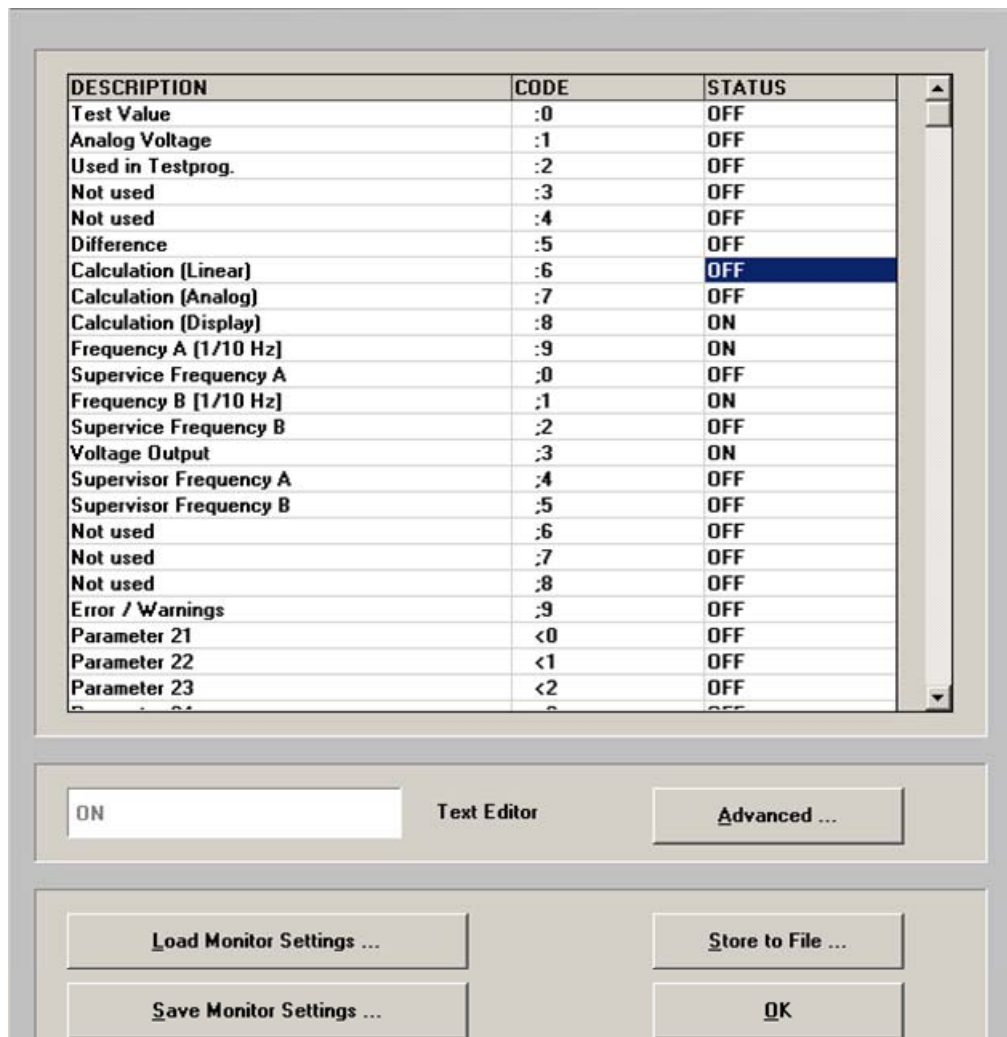 DESCRIPTION CODE STATUS
Test Value :0 OFF
Analog Voltage :1 OFF
Used in Testprog. :2 OFF
Not used :3 OFF
Not used :4 OFF
Difference :5 OFF
Calculation (Linear) :6 OFF
Calculation (Analog) :7 OFF
Calculation (Display) :8 ON
Frequency A [1/10 Hz] :9 ON
Supervice Frequency A ;0 OFF
Frequency B [1/10 Hz] ;1 ON
Supervice Frequency B ;2 OFF
Voltage Output ;3 ON
Supervisor Frequency A ;4 OFF
Supervisor Frequency B ;5 OFF
Not used ;6 OFF
Not used ;7 OFF
Not used ;8 OFF
Error / Warnings ;9 OFF
Parameter 21 <0 OFF
Parameter 22 <1 OFF
Parameter 23 <2 OFF
ON Text Editor Advanced ...
Load Monitor Settings ... Store to File ...
Save Monitor Settings ... OK